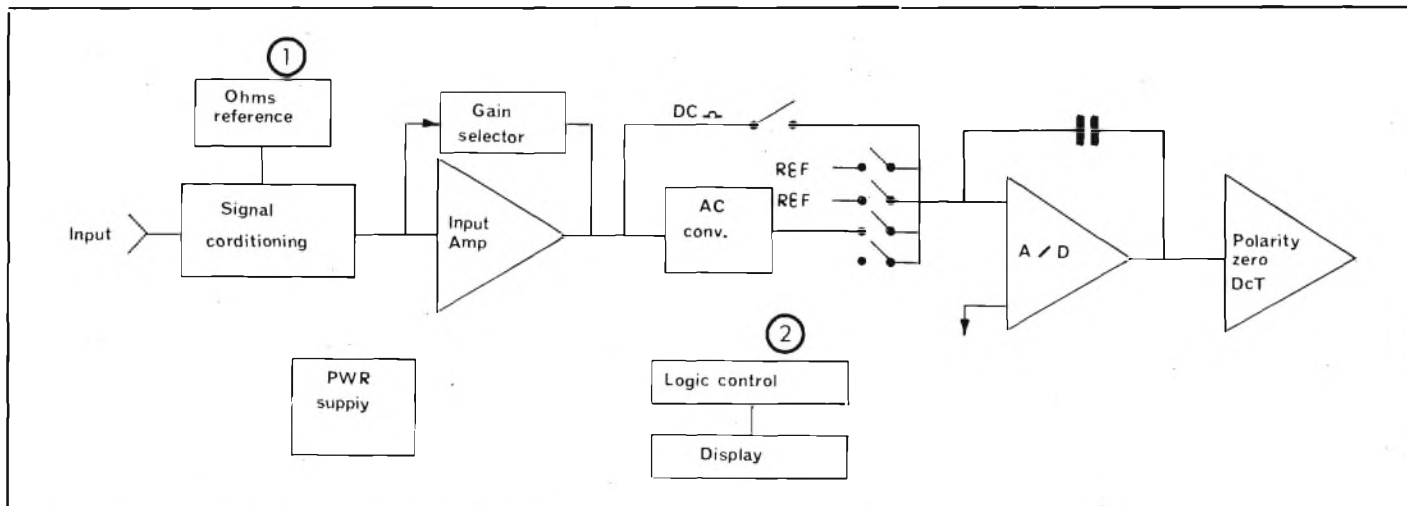 1
Ohms
reference
Gain
selector
DC
REF
REF
Input
Signal
corditioning
Input
Amp
AC
conv.
A / D
Polarity
zero
DcT
2
PWR
suppiy
Logic control
Display